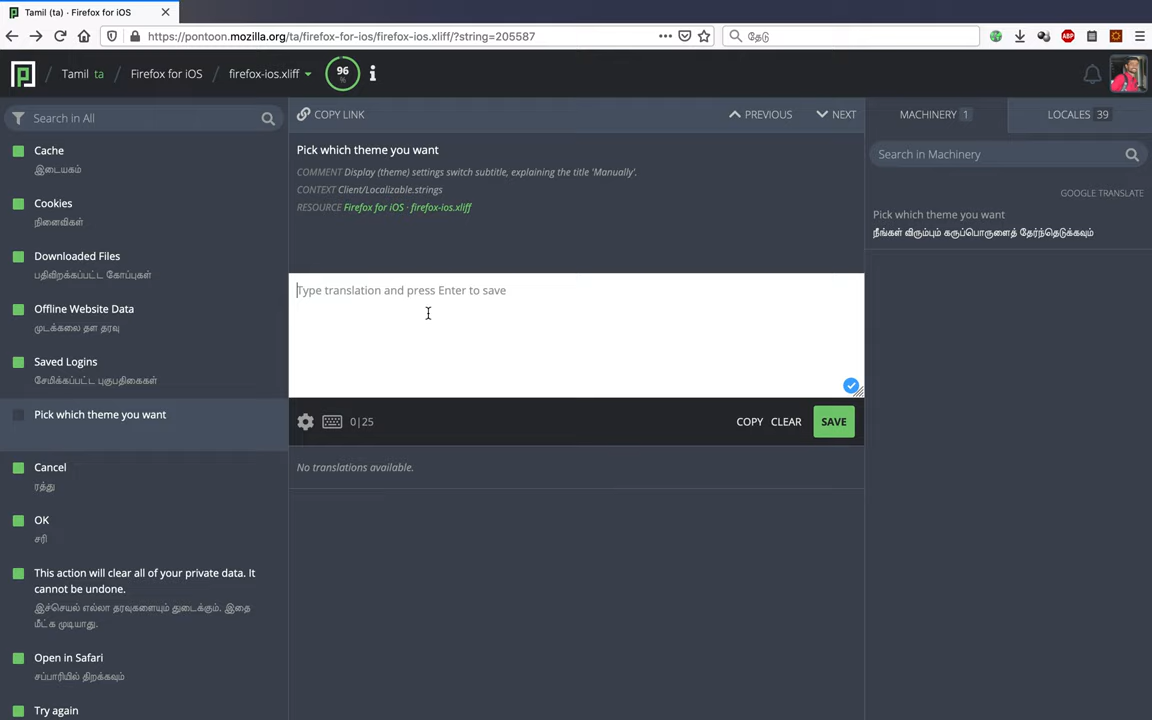 Tamil (ta) · Firefox for iOS
https://pontoon.mozilla.org/ta/firefox-for-ios/firefox-ios.xliff/?string=205587
தேடு
ABP
/ Tamil ta / Firefox for iOS / firefox-ios.xliff
96
%
Search in All
COPY LINK
PREVIOUS
NEXT
MACHINERY 1
LOCALES 39
Cache
இடையகம்
Cookies
நினைவிகள்
Downloaded Files
பதிவிறக்கப்பட்ட கோப்புகள்
Offline Website Data
முடக்கலை தள தரவு
Saved Logins
சேமிக்கப்பட்ட புகுபதிகைகள்
Pick which theme you want
Cancel
ரத்து
OK
சரி
This action will clear all of your private data. It
cannot be undone.
இச்செயல் எல்லா தரவுகளையும் துடைக்கும். இதை
மீட்க முடியாது.
Open in Safari
சப்பாரியில் திறக்கவும்
Try again
Pick which theme you want
COMMENT Display (theme) settings switch subtitle, explaining the title 'Manually'.
CONTEXT Client/Localizable.strings
RESOURCE Firefox for iOS · firefox-ios.xliff
Type translation and press Enter to save
0|25
COPY
CLEAR
SAVE
No translations available.
Search in Machinery
GOOGLE TRANSLATE
Pick which theme you want
நீங்கள் விரும்பும் கருப்பொருளைத் தேர்ந்தெடுக்கவும்